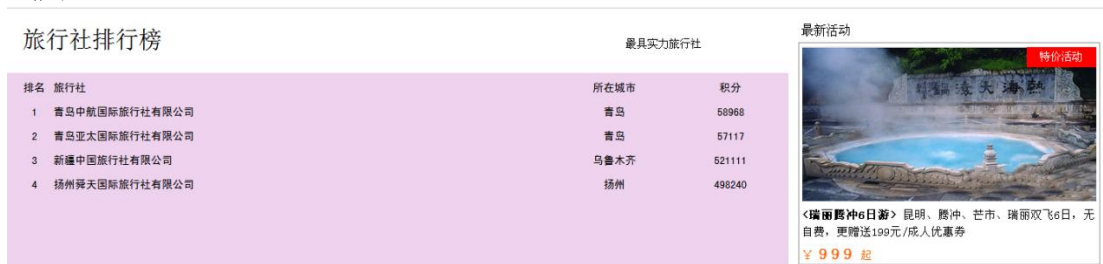 旅行社排行榜
最具实力旅行社
排名 旅行社 所在城市 积分
1 青岛中航国际旅行社有限公司 青岛 58968
2 青岛亚太国际旅行社有限公司 青岛 57117
3 新疆中国旅行社有限公司 乌鲁木齐 521111
4 扬州舜天国际旅行社有限公司 扬州 498240
最新活动
特价活动
大滚锅
熱海
<瑞丽腾冲6日游> 昆明、腾冲、芒市、瑞丽双飞6日，无
自费，更赠送199元/成人优惠券
￥999 起